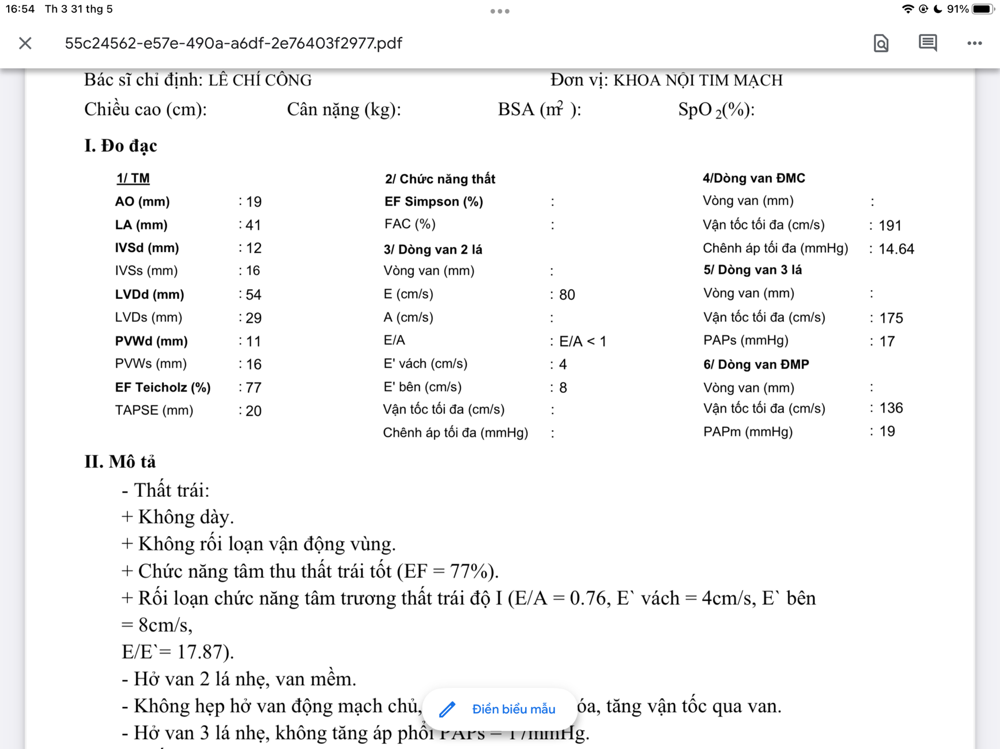 16:54 Th 3 31 thg 5 91%
55c24562-e57e-490a-a6df-2e76403f2977.pdf
Bác sĩ chỉ định: LÊ CHÍ CÔNG Đơn vị: KHOA NỘI TIM MẠCH
Chiều cao (cm): Cân nặng (kg): BSA (m2 ): SpO 2(%):
I. Đo đạc
1/ TM
AO (mm) : 19
LA (mm) : 41
IVSd (mm) : 12
IVSs (mm) : 16
LVDd (mm) : 54
LVDs (mm) : 29
PVWd (mm) : 11
PVWs (mm) : 16
EF Teicholz (%) : 77
TAPSE (mm) : 20
2/ Chức năng thất
EF Simpson (%) :
FAC (%) :
3/ Dòng van 2 lá
Vòng van (mm) :
E (cm/s) : 80
A (cm/s) :
E/A : E/A < 1
E' vách (cm/s) : 4
E' bên (cm/s) : 8
Vận tốc tối đa (cm/s) :
Chênh áp tối đa (mmHg) :
4/Dòng van ĐMC
Vòng van (mm) :
Vận tốc tối đa (cm/s) : 191
Chênh áp tối đa (mmHg) : 14.64
5/ Dòng van 3 lá
Vòng van (mm) :
Vận tốc tối đa (cm/s) : 175
PAPs (mmHg) : 17
6/ Dòng van ĐMP
Vòng van (mm) :
Vận tốc tối đa (cm/s) : 136
PAPm (mmHg) : 19
II. Mô tả
- Thất trái:
+ Không dày.
+ Không rối loạn vận động vùng.
+ Chức năng tâm thu thất trái tốt (EF = 77%).
+ Rối loạn chức năng tâm trương thất trái độ I (E/A = 0.76, E` vách = 4cm/s, E` bên
= 8cm/s,
E/E`= 17.87).
- Hở van 2 lá nhẹ, van mềm.
- Không hẹp hở van động mạch chủ, óa, tăng vận tốc qua van.
Điền biểu mẫu
- Hở van 3 lá nhẹ, không tăng áp phổi PAPs = 17mmHg.